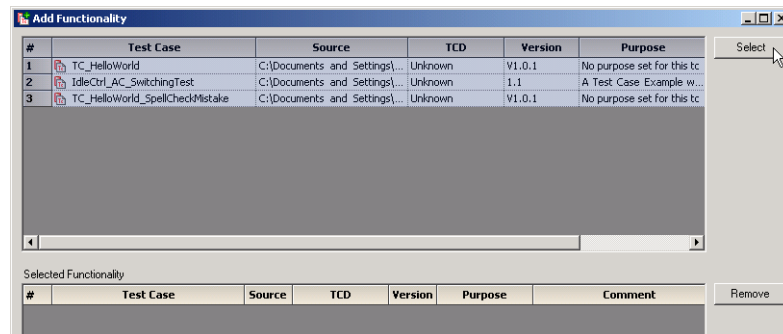 Add Functionality
# Test Case Source TCD Version Purpose
1 TC_HelloWorld C:\Documents and Settings\... Unknown V1.0.1 No purpose set for this tc
2 IdleCtrl_AC_SwitchingTest C:\Documents and Settings\... Unknown 1.1 A Test Case Example w...
3 TC_HelloWorld_SpellCheckMistake C:\Documents and Settings\... Unknown V1.0.1 No purpose set for this tc
Select
Selected Functionality
# Test Case Source TCD Version Purpose Comment
Remove